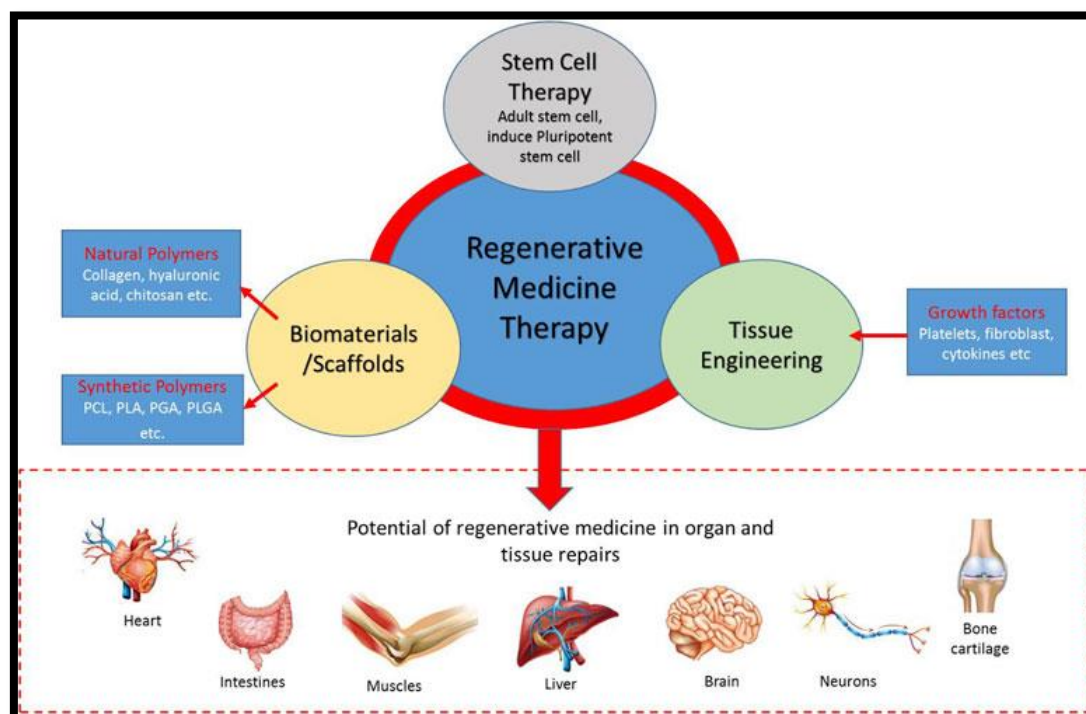 Stem Cell
Therapy
Adult stem cell,
induce Pluripotent
stem cell
Regenerative
Medicine
Therapy
Natural Polymers
Collagen, hyaluronic
acid, chitosan etc.
Biomaterials
/Scaffolds
Synthetic Polymers
PCL, PLA, PGA, PLGA
etc.
Tissue
Engineering
Growth factors
Platelets, fibroblast,
cytokines etc
Potential of regenerative medicine in organ and
tissue repairs
Heart
Intestines
Muscles
Liver
Brain
Neurons
Bone
cartilage